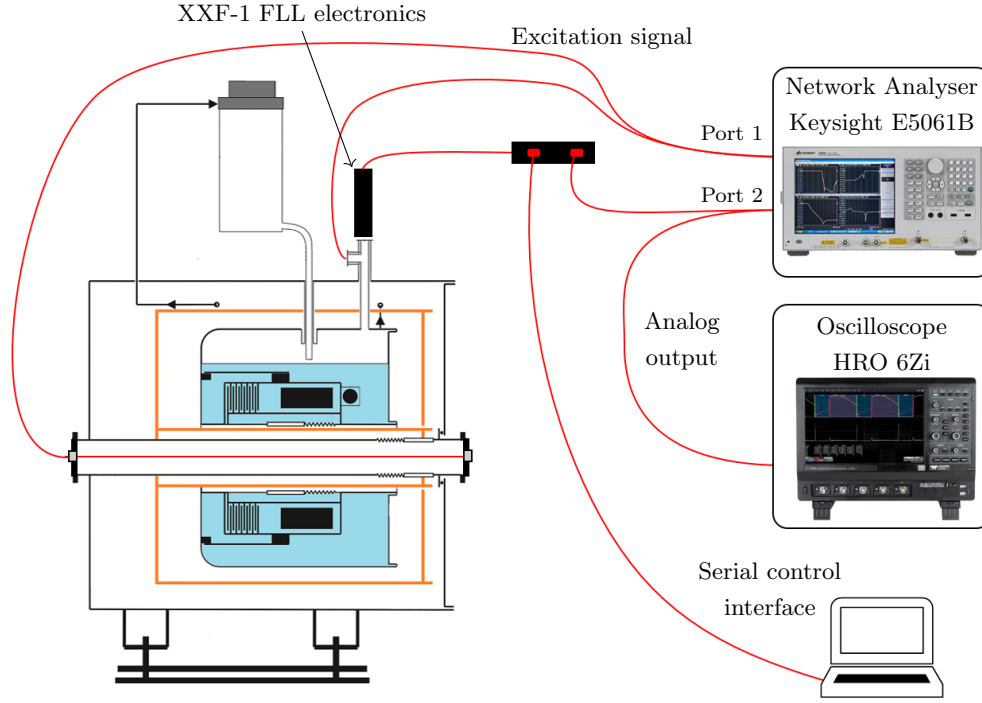 XXF-1 FLL electronics
Excitation signal
Network Analyser
Keysight E5061B
Port 1
Port 2
Analog
output
Oscilloscope
HRO 6Zi
Serial control
interface